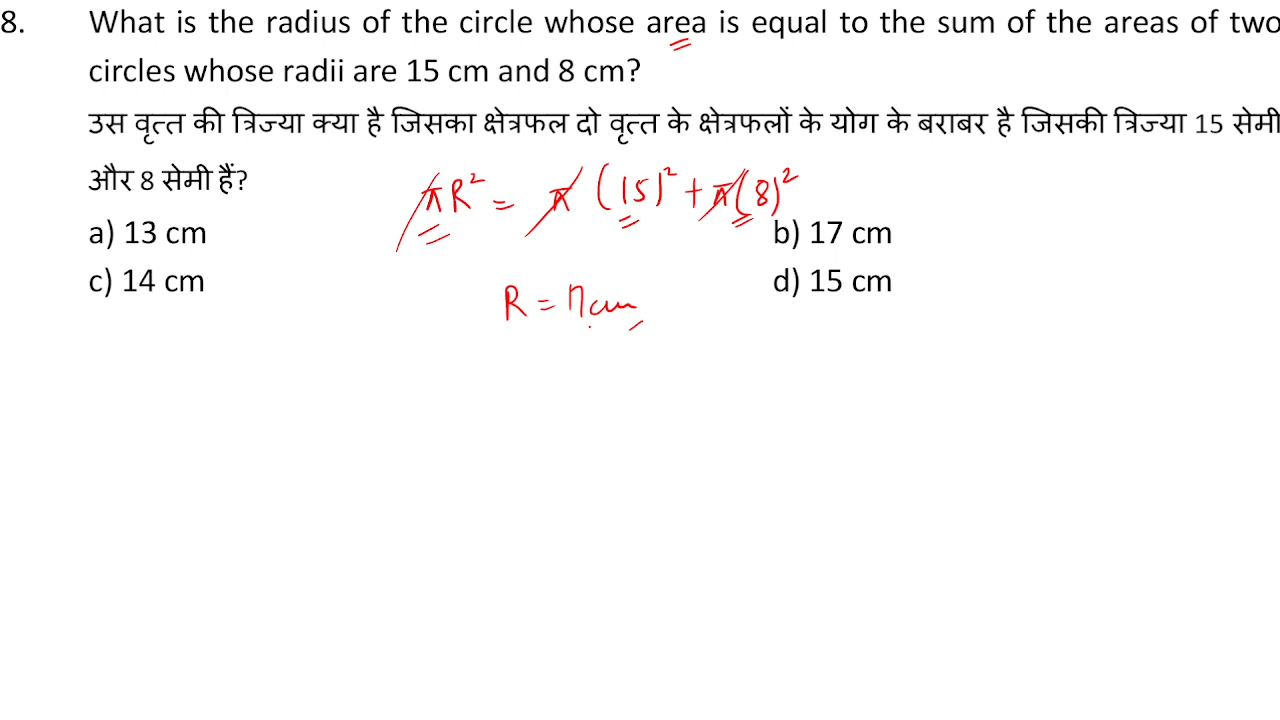 8. What is the radius of the circle whose area is equal to the sum of the areas of two
circles whose radii are 15 cm and 8 cm?
उस वृत्त की त्रिज्या क्या है जिसका क्षेत्रफल दो वृत्त के क्षेत्रफलों के योग के बराबर है जिसकी त्रिज्या 15 सेमी
और 8 सेमी हैं?
πR² = π (15)² + π(8)²
a) 13 cm b) 17 cm
c) 14 cm d) 15 cm
R = 17cm